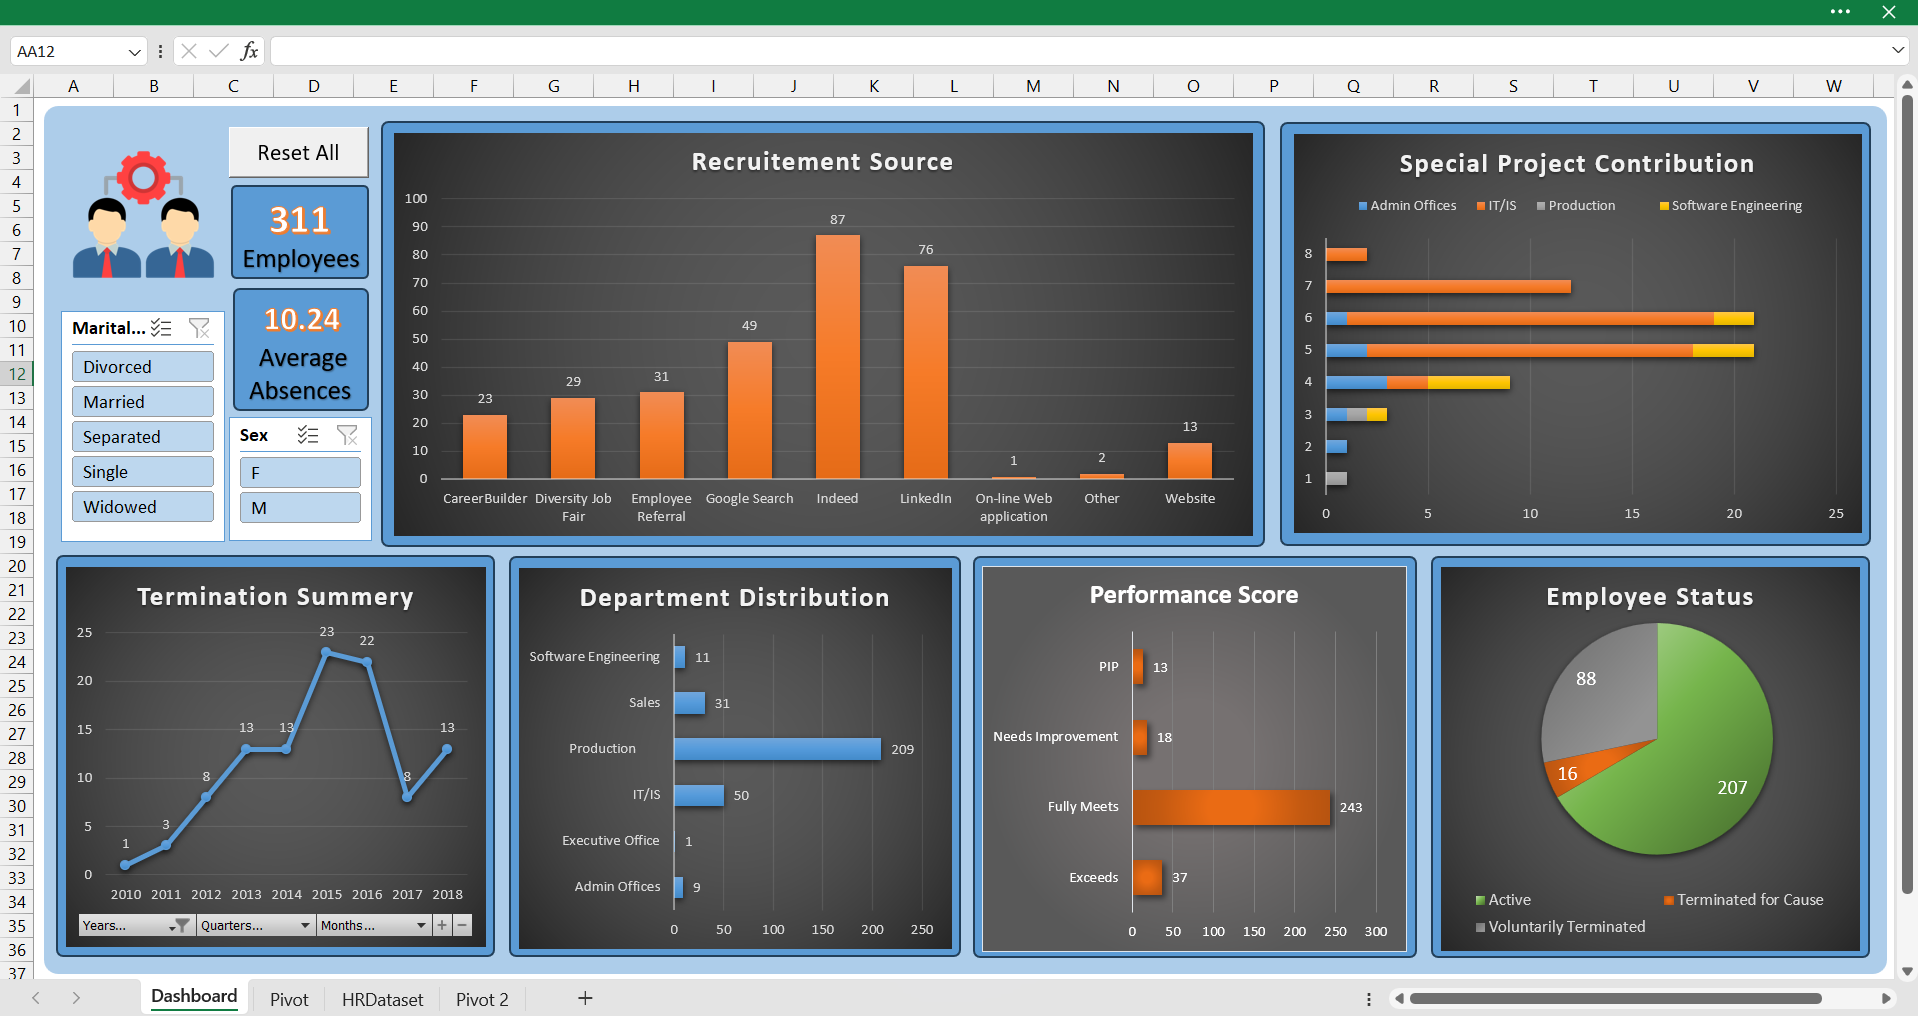 AA12
fx
A B C D E F G H I J K L M N O P Q R S T U V W
1
2
3
4
5
6
7
8
9
10
11
12
13
14
15
16
17
18
19
20
21
22
23
24
25
26
27
28
29
30
31
32
33
34
35
36
37
Reset All
311
Employees
10.24
Average
Absences
Marital...
Divorced
Married
Separated
Single
Widowed
Sex
F
M
Recruitement Source
100
90
80
70
60
50
40
30
20
10
0
23
29
31
49
87
76
1
2
13
CareerBuilder
Diversity Job
Fair
Employee
Referral
Google Search
Indeed
LinkedIn
On-line Web
application
Other
Website
Special Project Contribution
Admin Offices IT/IS Production Software Engineering
8
7
6
5
4
3
2
1
0 5 10 15 20 25
Termination Summery
25
20
15
10
5
0
1
3
8
13
13
23
22
8
13
2010 2011 2012 2013 2014 2015 2016 2017 2018
Years... Quarters... Months... + −
Department Distribution
Software Engineering 11
Sales 31
Production 209
IT/IS 50
Executive Office 1
Admin Offices 9
0 50 100 150 200 250
Performance Score
PIP 13
Needs Improvement 18
Fully Meets 243
Exceeds 37
0 50 100 150 200 250 300
Employee Status
88
16
207
Active Terminated for Cause
Voluntarily Terminated
Dashboard Pivot HRDataset Pivot 2 +